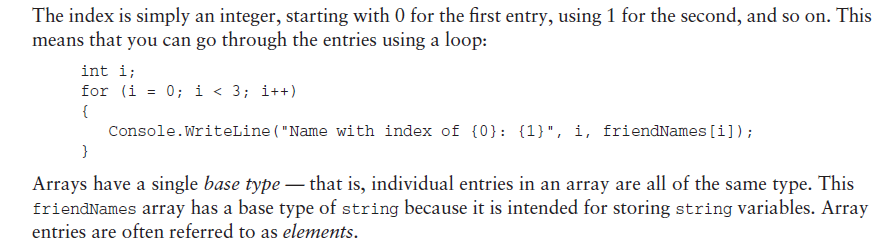 The index is simply an integer, starting with 0 for the first entry, using 1 for the second, and so on. This
means that you can go through the entries using a loop:
int i;
for (i = 0; i < 3; i++)
{
Console.WriteLine("Name with index of {0}: {1}", i, friendNames[i]);
}
Arrays have a single base type — that is, individual entries in an array are all of the same type. This
friendNames array has a base type of string because it is intended for storing string variables. Array
entries are often referred to as elements.